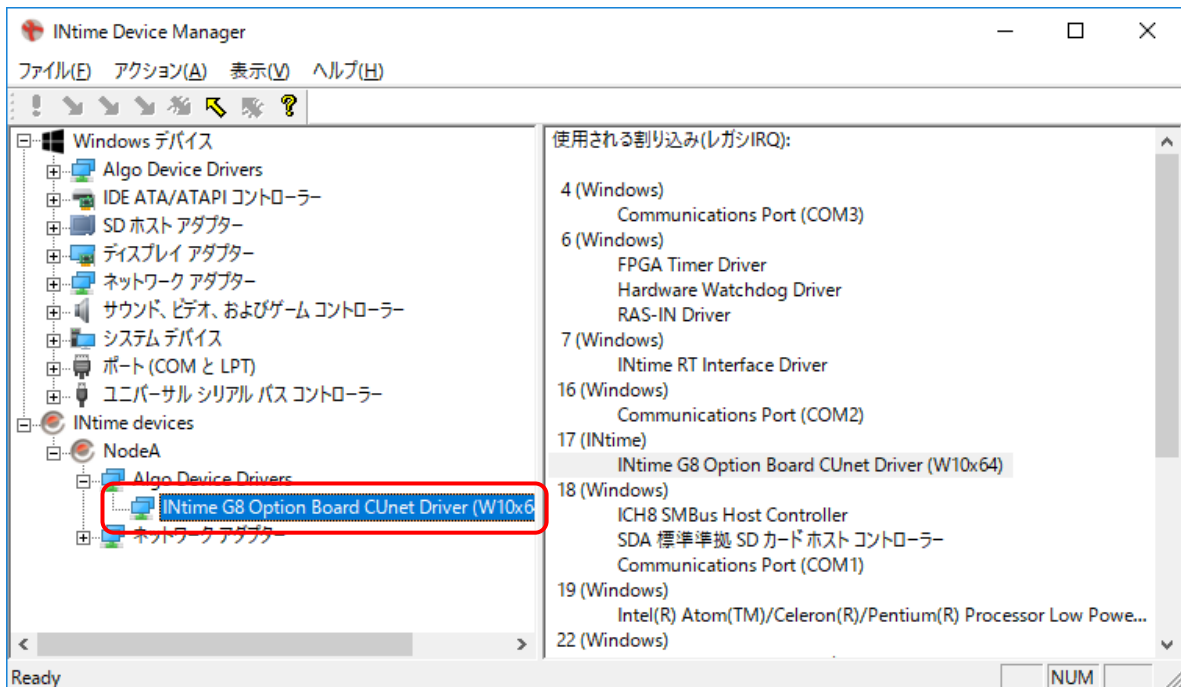 INtime Device Manager
ファイル(F) アクション(A) 表示(V) ヘルプ(H)
Windows デバイス
Algo Device Drivers
IDE ATA/ATAPI コントローラー
SD ホスト アダプター
ディスプレイ アダプター
ネットワーク アダプター
サウンド、ビデオ、およびゲーム コントローラー
システム デバイス
ポート (COM と LPT)
ユニバーサル シリアル バス コントローラー
INtime devices
NodeA
Algo Device Drivers
INtime G8 Option Board CUnet Driver (W10x6
ネットワーク アダプター
使用される割り込み(レガシIRQ):
4 (Windows)
Communications Port (COM3)
6 (Windows)
FPGA Timer Driver
Hardware Watchdog Driver
RAS-IN Driver
7 (Windows)
INtime RT Interface Driver
16 (Windows)
Communications Port (COM2)
17 (INtime)
INtime G8 Option Board CUnet Driver (W10x64)
18 (Windows)
ICH8 SMBus Host Controller
SDA 標準準拠 SD カード ホスト コントローラー
Communications Port (COM1)
19 (Windows)
Intel(R) Atom(TM)/Celeron(R)/Pentium(R) Processor Low Powe...
22 (Windows)
Ready
NUM